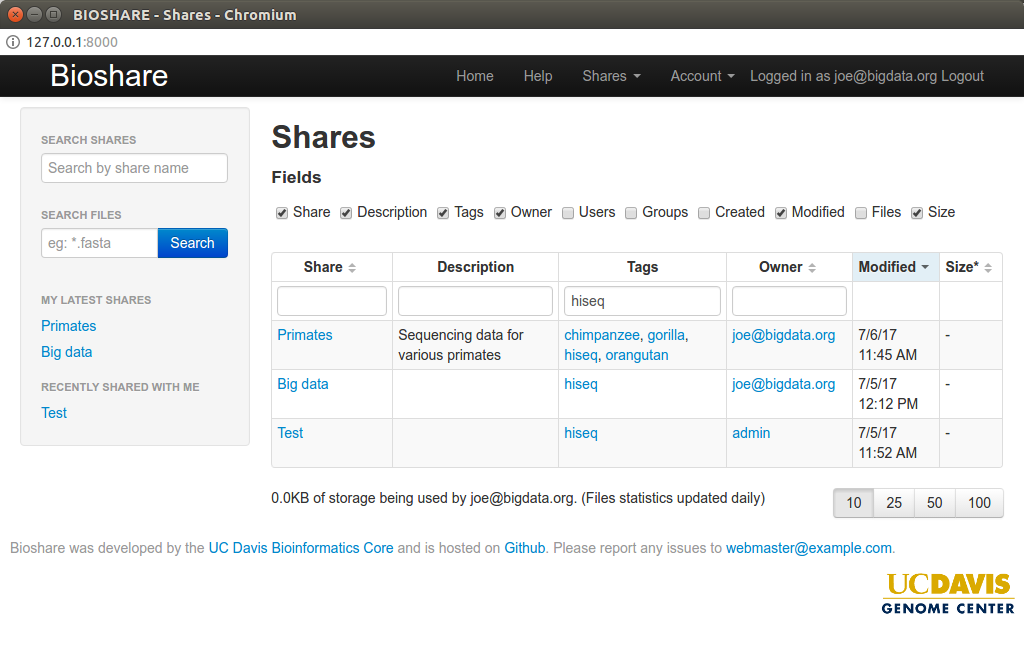 BIOSHARE - Shares - Chromium
127.0.0.1:8000
Bioshare Home Help Shares Account Logged in as joe@bigdata.org Logout
SEARCH SHARES
Search by share name
SEARCH FILES
eg: *.fasta Search
MY LATEST SHARES
Primates
Big data
RECENTLY SHARED WITH ME
Test
Shares
Fields
Share Description Tags Owner Users Groups Created Modified Files Size
Share Description Tags Owner Modified Size*
hiseq
Primates Sequencing data for chimpanzee, gorilla, joe@bigdata.org 7/6/17 -
various primates hiseq, orangutan 11:45 AM
Big data hiseq joe@bigdata.org 7/5/17 -
12:12 PM
Test hiseq admin 7/5/17 -
11:52 AM
0.0KB of storage being used by joe@bigdata.org. (Files statistics updated daily) 10 25 50 100
Bioshare was developed by the UC Davis Bioinformatics Core and is hosted on Github. Please report any issues to webmaster@example.com.
UCDAVIS
GENOME CENTER